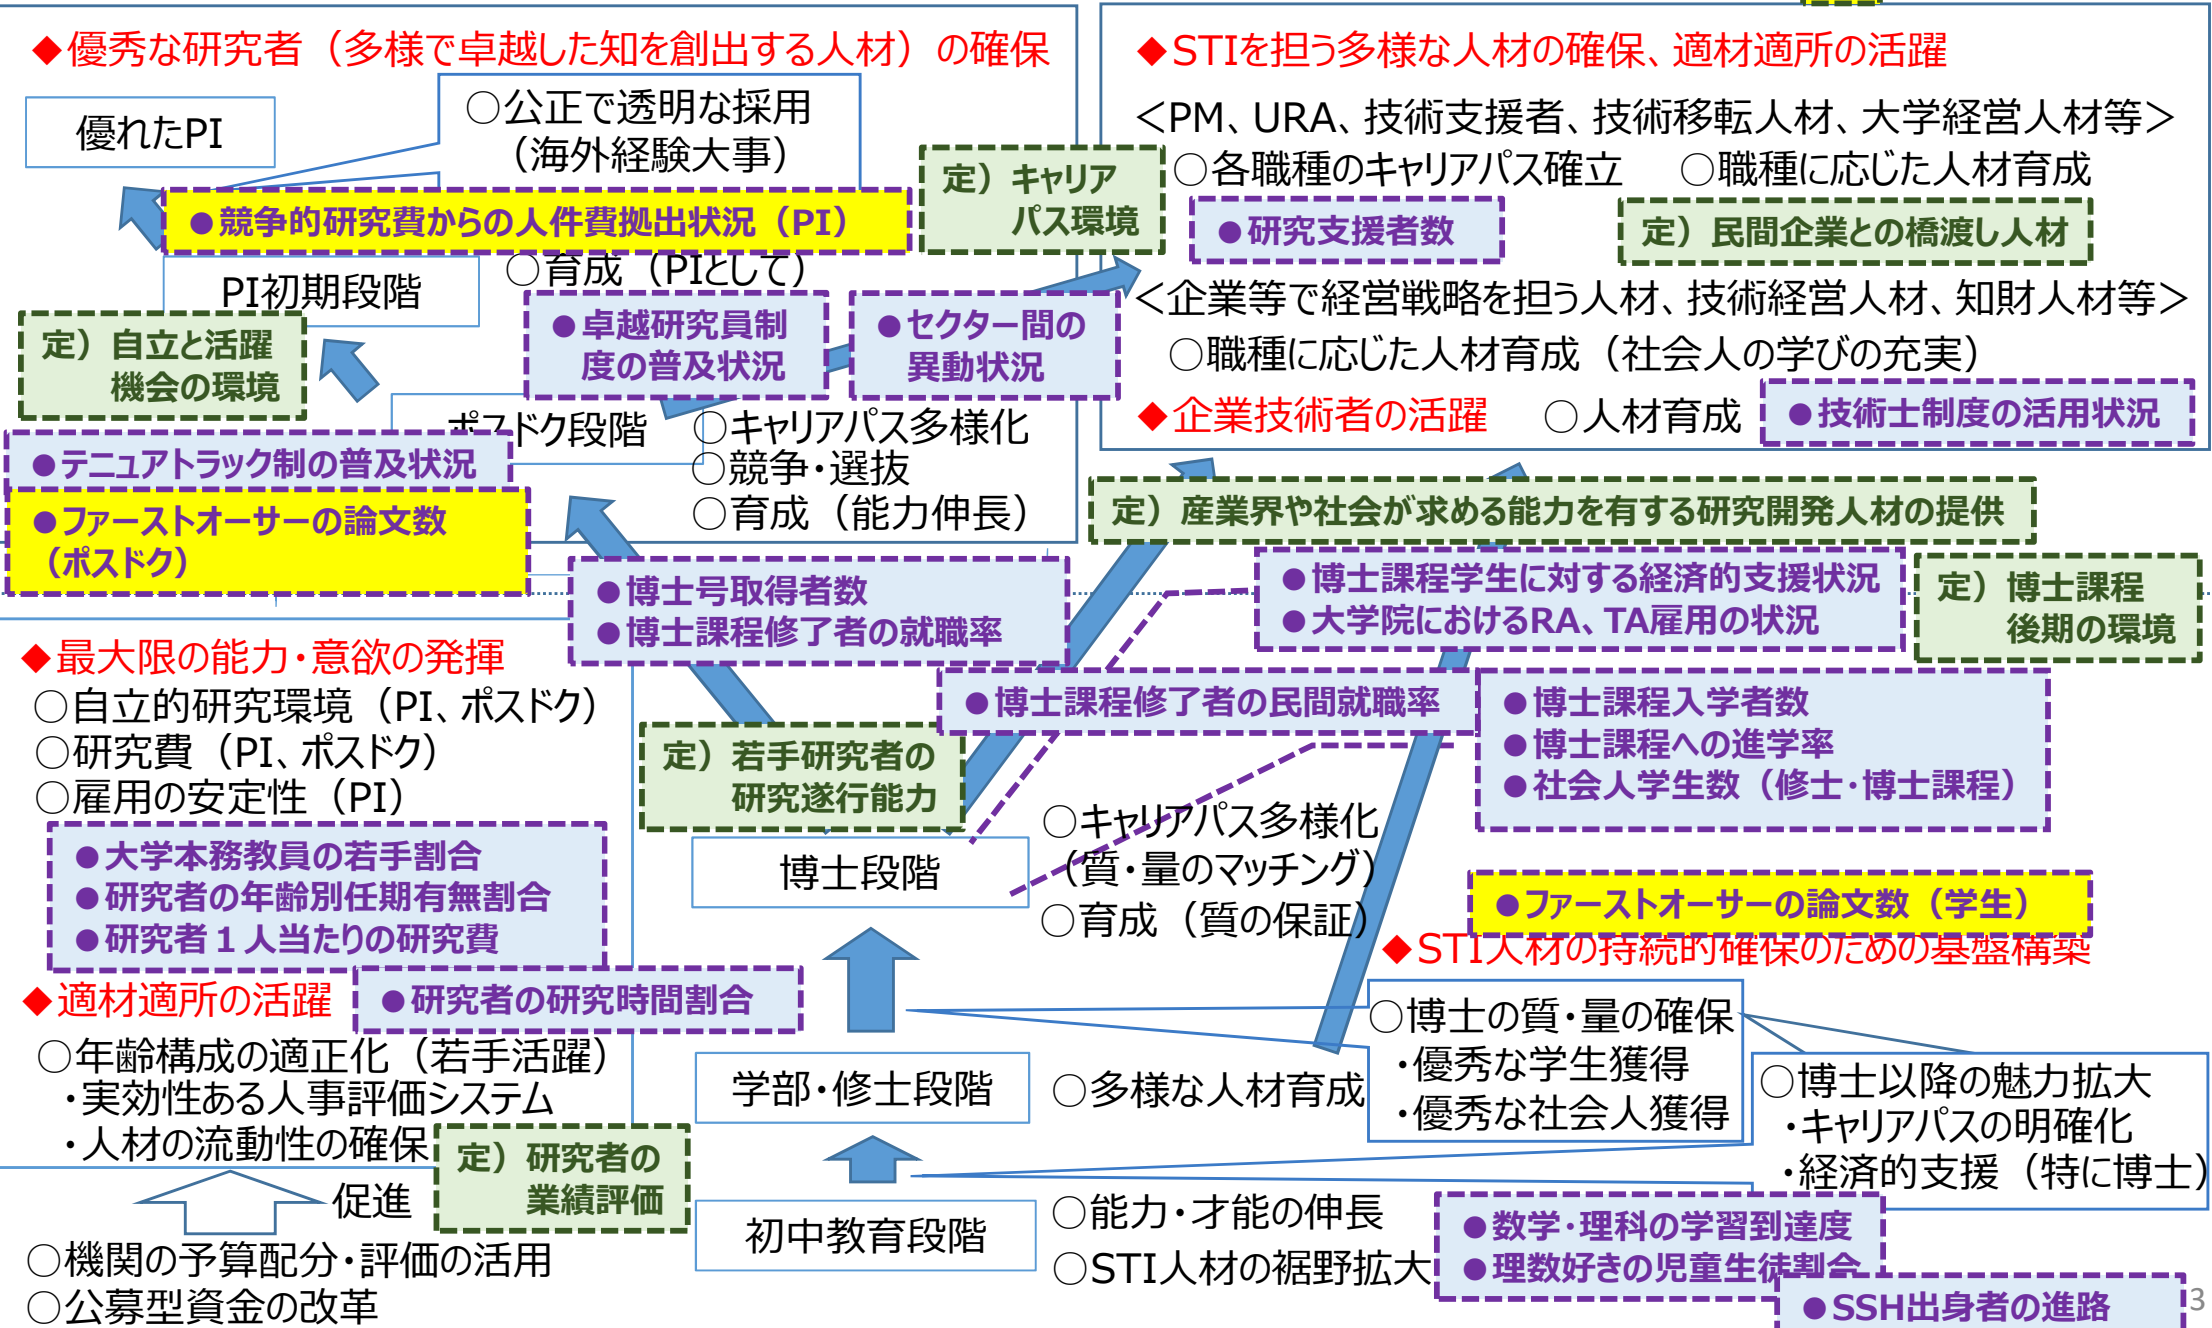 ◆優秀な研究者（多様で卓越した知を創出する人材）の確保
優れたPI
○公正で透明な採用
（海外経験大事）
●競争的研究費からの人件費拠出状況（PI）
定）キャリア
パス環境
○育成（PIとして）
PI初期段階
定）自立と活躍
機会の環境
●卓越研究員制
度の普及状況
●セクター間の
異動状況
ポスドク段階
○キャリアパス多様化
○競争・選抜
○育成（能力伸長）
●テニュアトラック制の普及状況
●ファーストオーサーの論文数
（ポスドク）
◆STIを担う多様な人材の確保、適材適所の活躍
＜PM、URA、技術支援者、技術移転人材、大学経営人材等＞
○各職種のキャリアパス確立
○職種に応じた人材育成
●研究支援者数
定）民間企業との橋渡し人材
＜企業等で経営戦略を担う人材、技術経営人材、知財人材等＞
○職種に応じた人材育成（社会人の学びの充実）
◆企業技術者の活躍
○人材育成
●技術士制度の活用状況
定）産業界や社会が求める能力を有する研究開発人材の提供
●博士号取得者数
●博士課程修了者の就職率
●博士課程学生に対する経済的支援状況
●大学院におけるRA、TA雇用の状況
定）博士課程
後期の環境
◆最大限の能力・意欲の発揮
○自立的研究環境（PI、ポスドク）
○研究費（PI、ポスドク）
○雇用の安定性（PI）
●大学本務教員の若手割合
●研究者の年齢別任期有無割合
●研究者１人当たりの研究費
定）若手研究者の
研究遂行能力
●博士課程修了者の民間就職率
●博士課程入学者数
●博士課程への進学率
●社会人学生数（修士・博士課程）
博士段階
○キャリアパス多様化
（質・量のマッチング）
○育成（質の保証）
●ファーストオーサーの論文数（学生）
◆STI人材の持続的確保のための基盤構築
◆適材適所の活躍
●研究者の研究時間割合
○年齢構成の適正化（若手活躍）
・実効性ある人事評価システム
・人材の流動性の確保
定）研究者の
業績評価
促進
○機関の予算配分・評価の活用
○公募型資金の改革
学部・修士段階
○多様な人材育成
○博士の質・量の確保
・優秀な学生獲得
・優秀な社会人獲得
○博士以降の魅力拡大
・キャリアパスの明確化
・経済的支援（特に博士）
初中教育段階
○能力・才能の伸長
○STI人材の裾野拡大
●数学・理科の学習到達度
●理数好きの児童生徒割合
●SSH出身者の進路
3